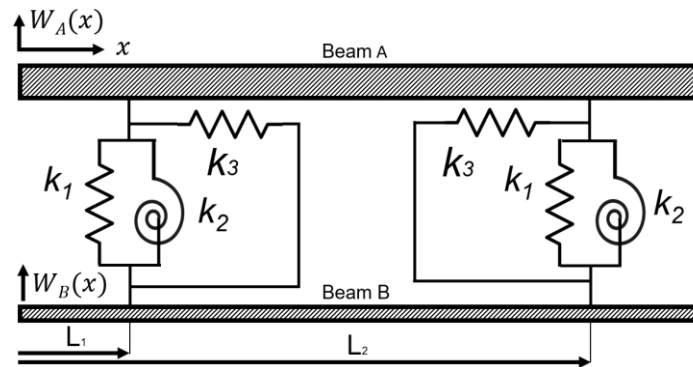 W_A(x)
x
Beam A
k_3
k_3
k_1
k_2
k_1
k_2
W_B(x)
Beam B
L_1
L_2